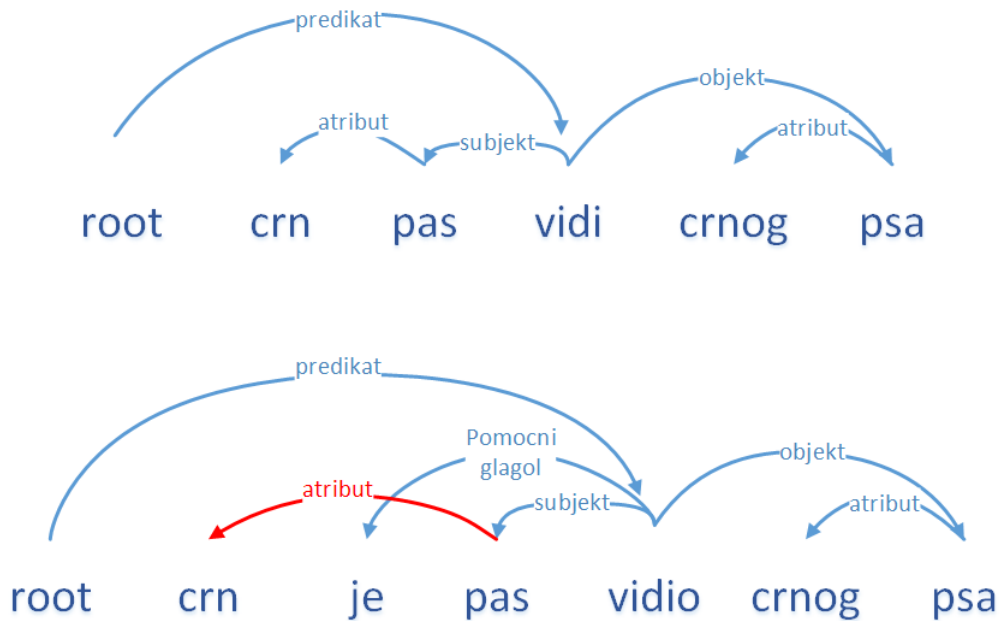 predikat
objekt
atribut
subjekt
atribut
root crn pas vidi crnog psa
predikat
Pomocni
glagol
objekt
atribut
subjekt
atribut
root crn je pas vidio crnog psa